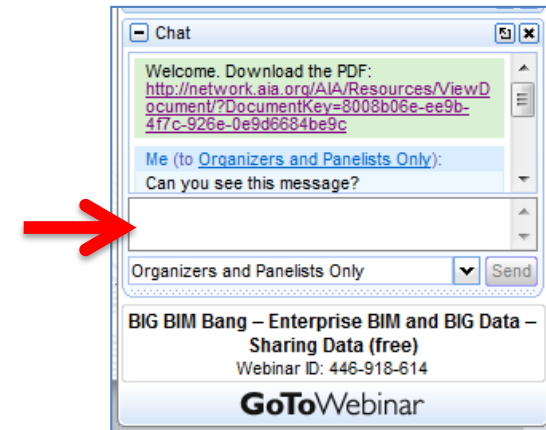 Chat
Welcome. Download the PDF:
http://network.aia.org/AIA/Resources/ViewD
ocument/?DocumentKey=8008b06e-ee9b-
4f7c-926e-0e9d6684be9c
Me (to Organizers and Panelists Only):
Can you see this message?
Organizers and Panelists Only
Send
BIG BIM Bang – Enterprise BIM and BIG Data –
Sharing Data (free)
Webinar ID: 446-918-614
GoToWebinar